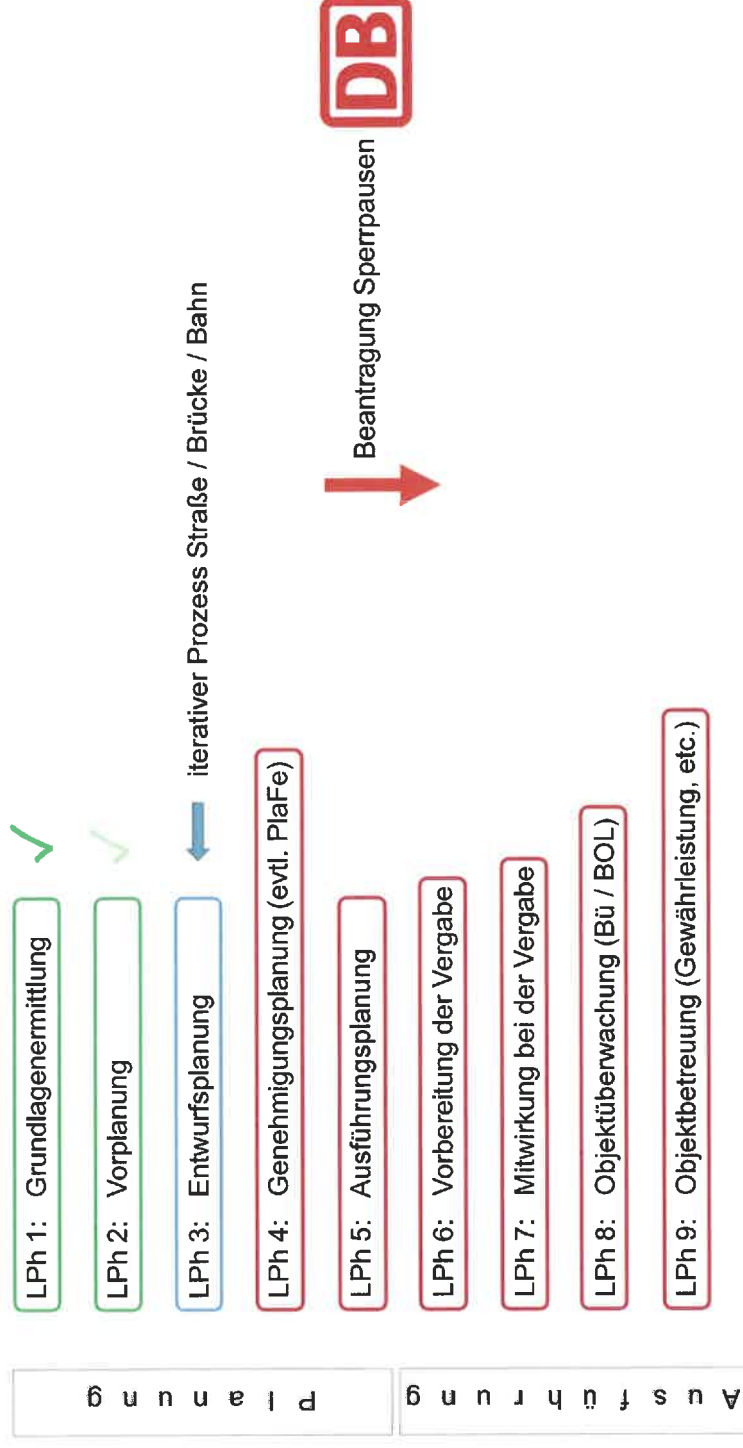 LPh 1: Grundlagenermittlung
LPh 2: Vorplanung
LPh 3: Entwurfsplanung
iterativer Prozess Straße / Brücke / Bahn
LPh 4: Genehmigungsplanung (evtl. PlaFe)
LPh 5: Ausführungsplanung
Beantragung Sperrpausen
DB
LPh 6: Vorbereitung der Vergabe
LPh 7: Mitwirkung bei der Vergabe
LPh 8: Objektüberwachung (Bü / BOL)
LPh 9: Objektbetreuung (Gewährleistung, etc.)
Planung
Ausführung